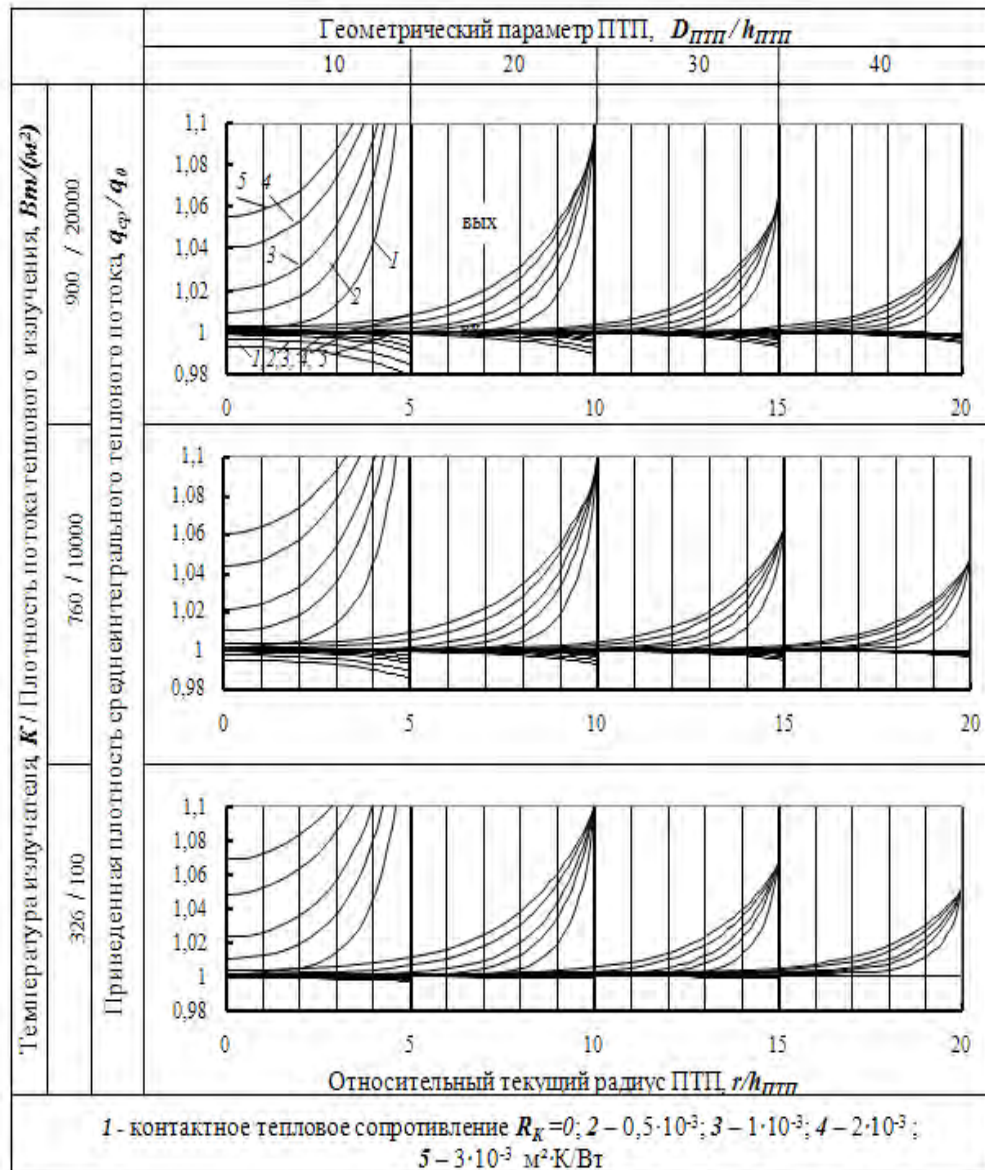 Геометрический параметр ПТП, D_ПТП / h_ПТП
10 20 30 40
Температура излучателя, К / Плотность потока теплового излучения, Вт/(м²)
Приведенная плотность среднеинтегрального теплового потока, q_ср / q_0
900 / 20000
1,1
1,08
1,06
1,04
1,02
1
0,98
5 4
3
2
1
вых
1, 2, 3, 4, 5
0 5 10 15 20
760 / 10000
1,1
1,08
1,06
1,04
1,02
1
0,98
0 5 10 15 20
326 / 100
1,1
1,08
1,06
1,04
1,02
1
0,98
0 5 10 15 20
Относительный текущий радиус ПТП, r/h_ПТП
1 - контактное тепловое сопротивление R_K =0; 2 – 0,5·10⁻³; 3 – 1·10⁻³; 4 – 2·10⁻³ ;
5 – 3·10⁻³ м²·К/Вт